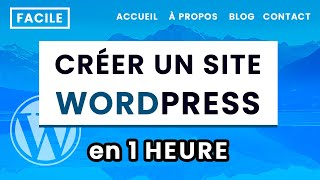 FACILE
ACCUEIL À PROPOS BLOG CONTACT
CRÉER UN SITE
WORDPRESS
en 1 HEURE